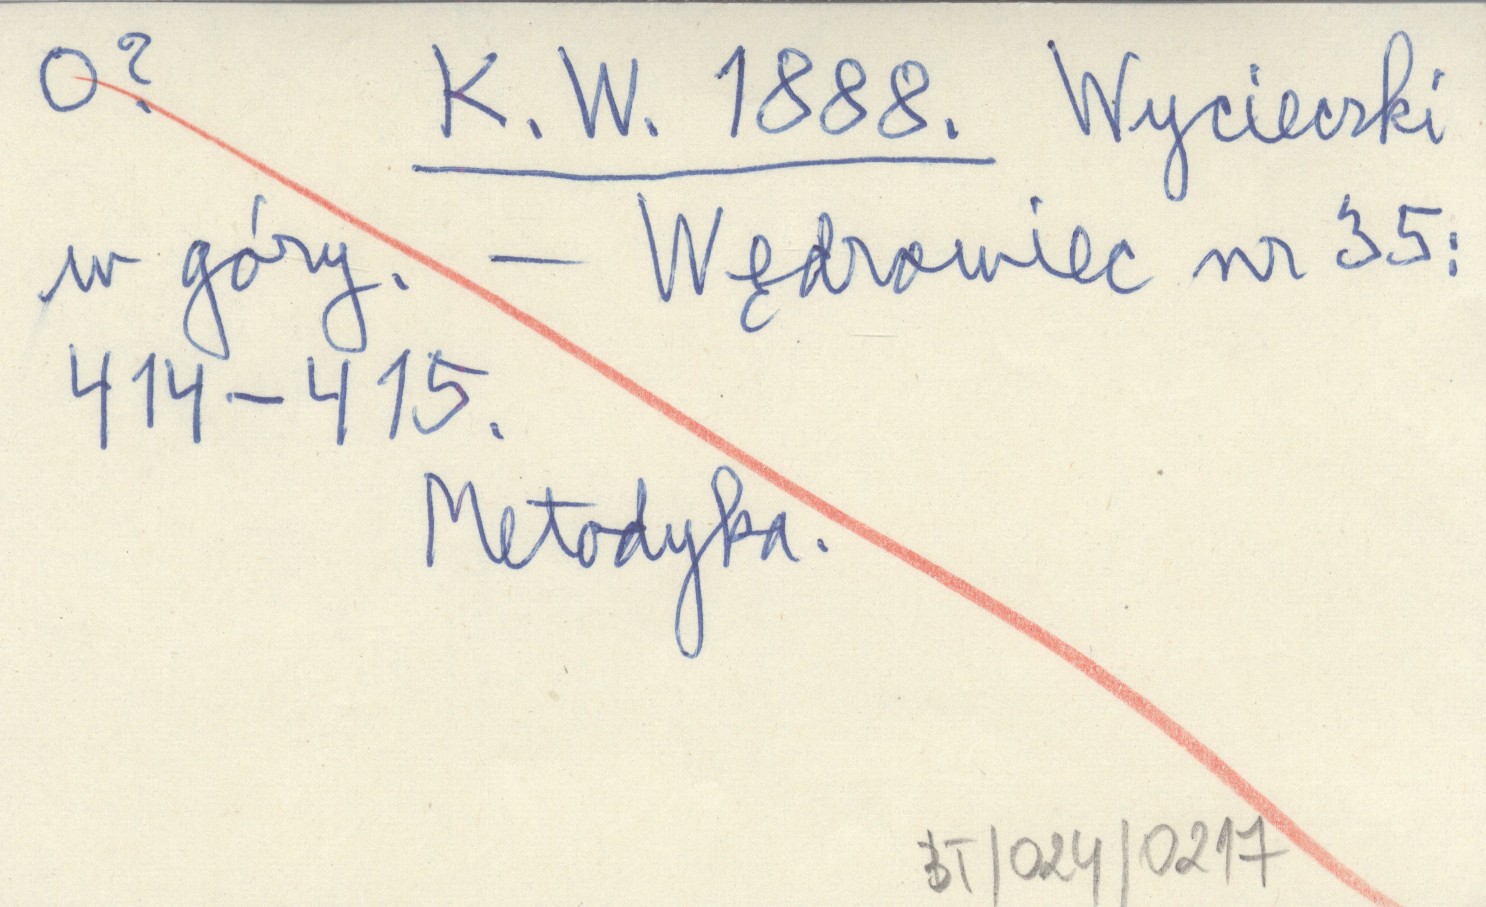 O? K. W. 1888. Wycieczki
w góry. — Wędrowiec nr 35:
414-415.
Metodyka.
BT/024/0217